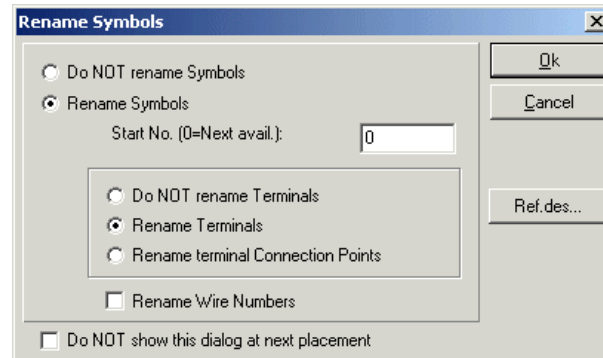 Rename Symbols
Do NOT rename Symbols
Rename Symbols
Start No. (0=Next avail.):
0
Do NOT rename Terminals
Rename Terminals
Rename terminal Connection Points
Rename Wire Numbers
Do NOT show this dialog at next placement
Ok
Cancel
Ref.des...